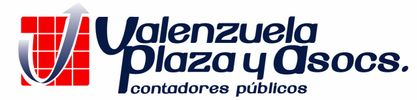 Valenzuela
Plaza y Asocs.
contadores públicos